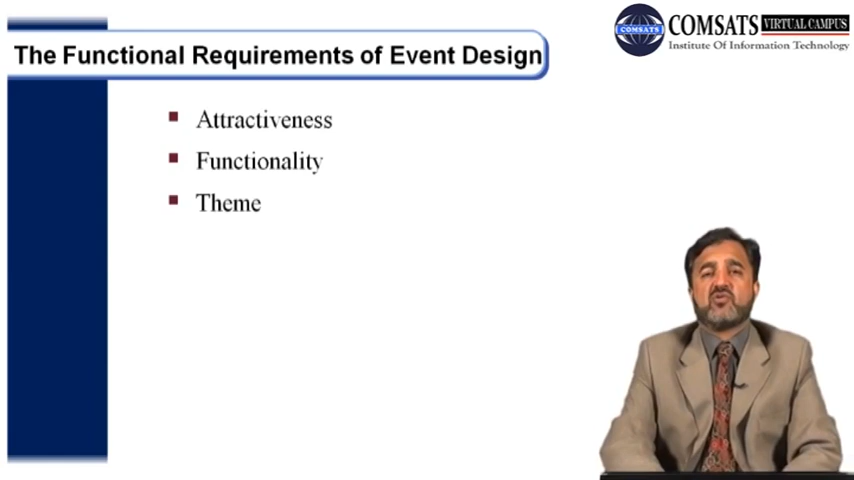 The Functional Requirements of Event Design
COMSATS
COMSATS VIRTUAL CAMPUS
Institute Of Information Technology
Attractiveness
Functionality
Theme